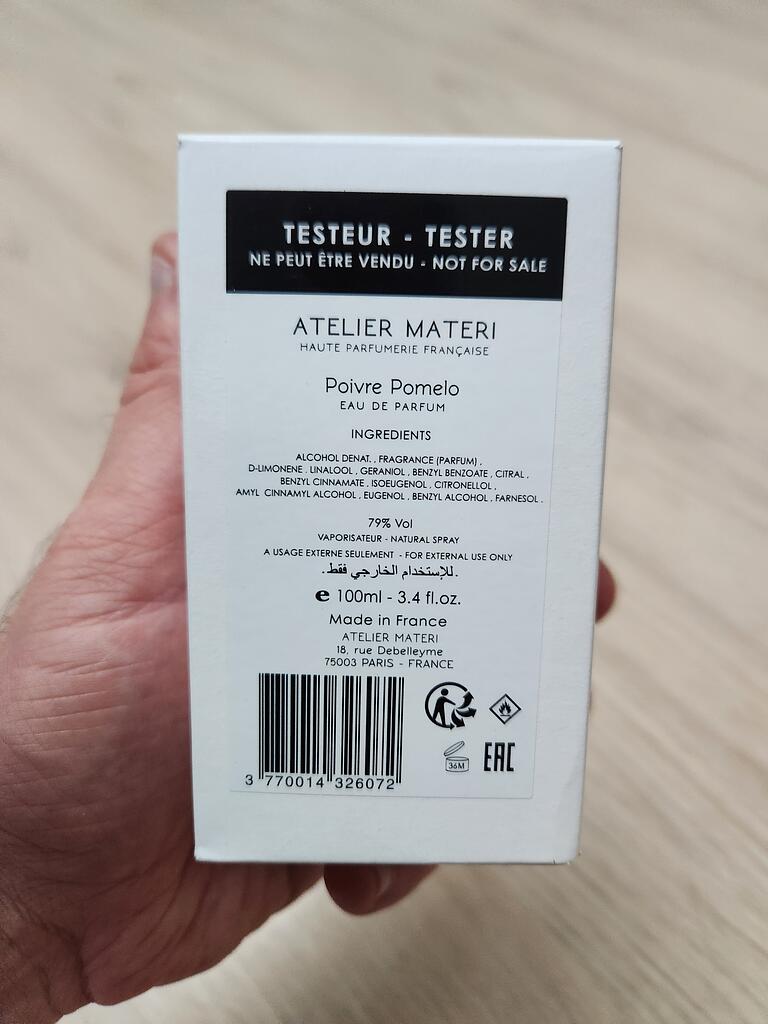 TESTEUR - TESTER
NE PEUT ÊTRE VENDU - NOT FOR SALE
ATELIER MATERI
HAUTE PARFUMERIE FRANÇAISE
Poivre Pomelo
EAU DE PARFUM
INGREDIENTS
ALCOHOL DENAT. , FRAGRANCE (PARFUM) ,
D-LIMONENE . LINALOOL , GERANIOL , BENZYL BENZOATE , CITRAL ,
BENZYL CINNAMATE , ISOEUGENOL , CITRONELLOL ,
AMYL CINNAMYL ALCOHOL , EUGENOL , BENZYL ALCOHOL , FARNESOL .
79% Vol
VAPORISATEUR - NATURAL SPRAY
A USAGE EXTERNE SEULEMENT - FOR EXTERNAL USE ONLY
.للإستخدام الخارجي فقط.
e 100ml - 3.4 fl.oz.
Made in France
ATELIER MATERI
18, rue Debelleyme
75003 PARIS - FRANCE
36M
EAC
3 770014 326072